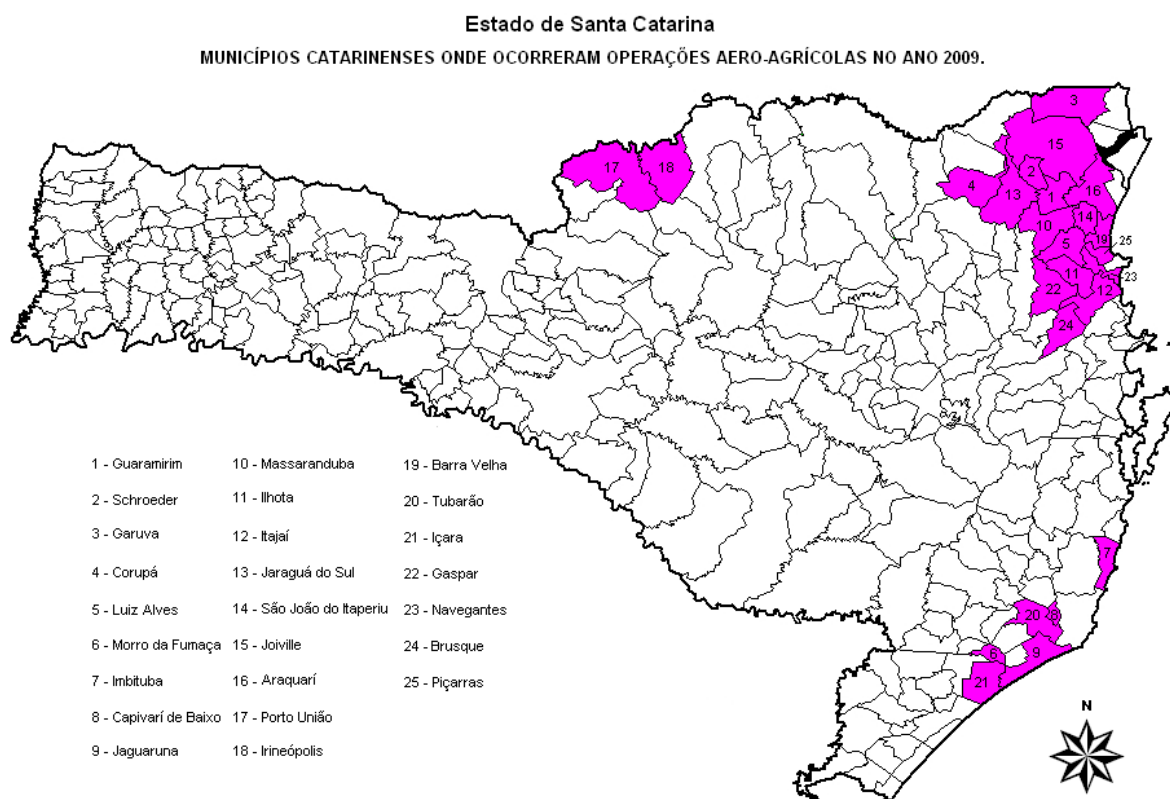 Estado de Santa Catarina
MUNICÍPIOS CATARINENSES ONDE OCORRERAM OPERAÇÕES AERO-AGRÍCOLAS NO ANO 2009.
3
15
17
18
2
4
13
1
16
10
14
5
19
25
11
23
22
12
24
7
20
8
6
9
21
1 - Guaramirim
2 - Schroeder
3 - Garuva
4 - Corupá
5 - Luiz Alves
6 - Morro da Fumaça
7 - Imbituba
8 - Capivarí de Baixo
9 - Jaguaruna
10 - Massaranduba
11 - Ilhota
12 - Itajaí
13 - Jaraguá do Sul
14 - São João do Itaperiu
15 - Joiville
16 - Araquarí
17 - Porto União
18 - Irineópolis
19 - Barra Velha
20 - Tubarão
21 - Içara
22 - Gaspar
23 - Navegantes
24 - Brusque
25 - Piçarras
N